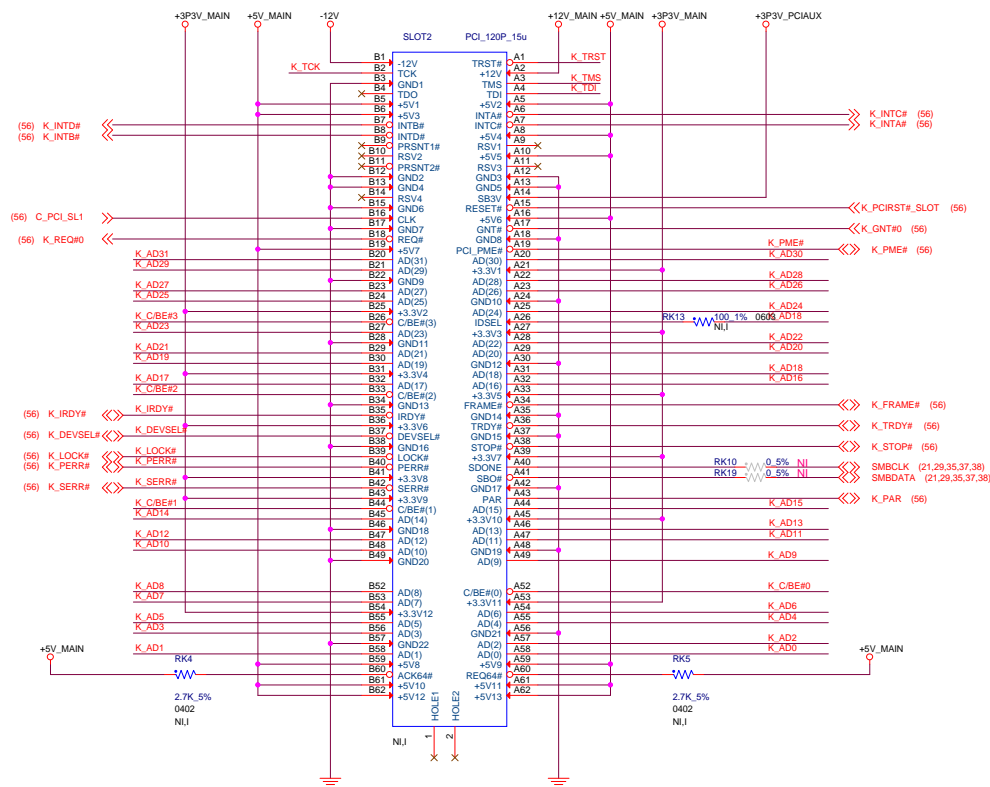 +3P3V_MAIN +5V_MAIN -12V +12V_MAIN +5V_MAIN +3P3V_MAIN +3P3V_PCIAUX
SLOT2 PCI_120P_15u
B1 -12V TRST# A1 K_TRST
K_TCK B2 TCK +12V A2
B3 GND1 TMS A3 K_TMS
B4 TDO TDI A4 K_TDI
B5 +5V1 +5V2 A5
B6 +5V3 INTA# A6 K_INTC# (56)
(56) K_INTD# B7 INTB# INTC# A7 K_INTA# (56)
(56) K_INTB# B8 INTD# +5V4 A8
B9 PRSNT1# RSV1 A9
B10 RSV2 +5V5 A10
B11 PRSNT2# RSV3 A11
B12 GND2 GND3 A12
B13 GND4 GND5 A13
B14 RSV4 SB3V A14
B15 GND6 RESET# A15 K_PCIRST#_SLOT (56)
(56) C_PCI_SL1 B16 CLK +5V6 A16
B17 GND7 GNT# A17 K_GNT#0 (56)
(56) K_REQ#0 B18 REQ# GND8 A18
B19 +5V7 PCI_PME# A19 K_PME# K_PME# (56)
K_AD31 B20 AD(31) AD(30) A20 K_AD30
K_AD29 B21 AD(29) +3.3V1 A21
B22 GND9 AD(28) A22 K_AD28
K_AD27 B23 AD(27) AD(26) A23 K_AD26
K_AD25 B24 AD(25) GND10 A24
B25 +3.3V2 AD(24) A25 K_AD24
K_C/BE#3 B26 C/BE#(3) IDSEL A26 RK13 100_1% 0603 K_AD18
NI,I
K_AD23 B27 AD(23) +3.3V3 A27
B28 GND11 AD(22) A28 K_AD22
K_AD21 B29 AD(21) AD(20) A29 K_AD20
K_AD19 B30 AD(19) GND12 A30
B31 +3.3V4 AD(18) A31 K_AD18
K_AD17 B32 AD(17) AD(16) A32 K_AD16
K_C/BE#2 B33 C/BE#(2) +3.3V5 A33
B34 GND13 FRAME# A34 K_FRAME# (56)
(56) K_IRDY# K_IRDY# B35 IRDY# GND14 A35
B36 +3.3V6 TRDY# A36 K_TRDY# (56)
(56) K_DEVSEL# K_DEVSEL# B37 DEVSEL# GND15 A37
B38 GND16 STOP# A38 K_STOP# (56)
(56) K_LOCK# K_LOCK# B39 LOCK# +3.3V7 A39
(56) K_PERR# K_PERR# B40 PERR# SDONE A40 RK10 0_5% NI SMBCLK (21,29,35,37,38)
B41 +3.3V8 SBO# A41 RK19 0_5% NI SMBDATA (21,29,35,37,38)
(56) K_SERR# K_SERR# B42 SERR# GND17 A42
B43 +3.3V9 PAR A43 K_PAR (56)
K_C/BE#1 B44 C/BE#(1) AD(15) A44 K_AD15
K_AD14 B45 AD(14) +3.3V10 A45
B46 GND18 AD(13) A46 K_AD13
K_AD12 B47 AD(12) AD(11) A47 K_AD11
K_AD10 B48 AD(10) GND19 A48
B49 GND20 AD(9) A49 K_AD9
K_AD8 B52 AD(8) C/BE#(0) A52 K_C/BE#0
K_AD7 B53 AD(7) +3.3V11 A53
B54 +3.3V12 AD(6) A54 K_AD6
K_AD5 B55 AD(5) AD(4) A55 K_AD4
K_AD3 B56 AD(3) GND21 A56
B57 GND22 AD(2) A57 K_AD2
K_AD1 B58 AD(1) AD(0) A58 K_AD0
+5V_MAIN B59 +5V8 +5V9 A59 +5V_MAIN
RK4 B60 ACK64# REQ64# A60 RK5
B61 +5V10 +5V11 A61
2.7K_5% B62 +5V12 +5V13 A62 2.7K_5%
0402 HOLE1 HOLE2 0402
NI,I NI,I
NI,I 1 2